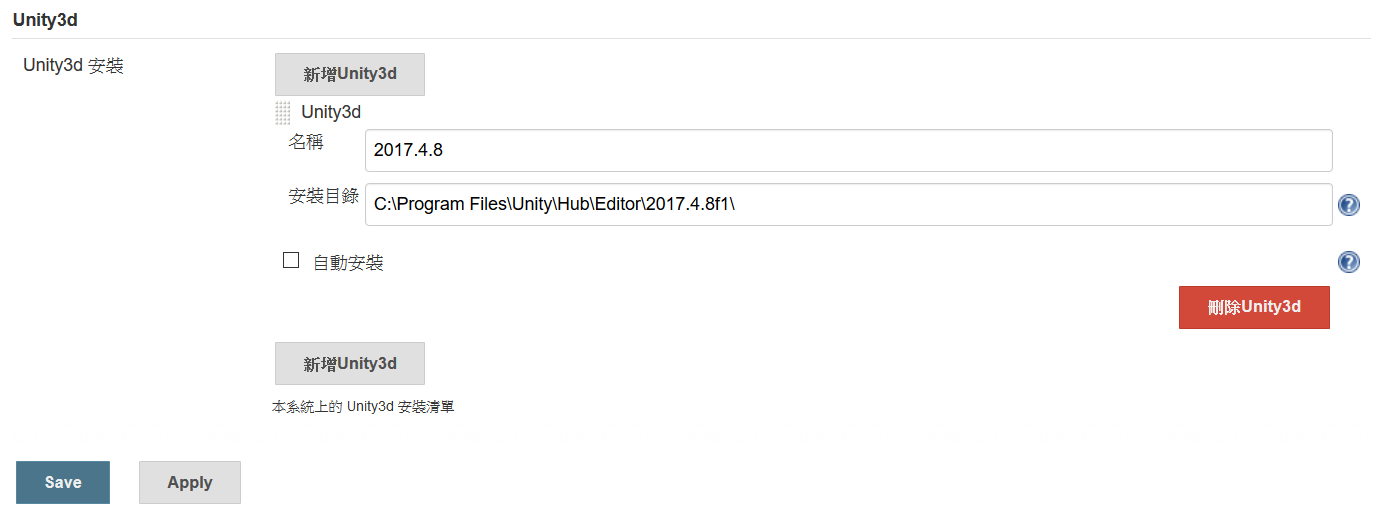 Unity3d
Unity3d 安裝
新增Unity3d
Unity3d
名稱
2017.4.8
安裝目錄
C:\Program Files\Unity\Hub\Editor\2017.4.8f1\
?
自動安裝
?
刪除Unity3d
新增Unity3d
本系統上的 Unity3d 安裝清單
Save
Apply